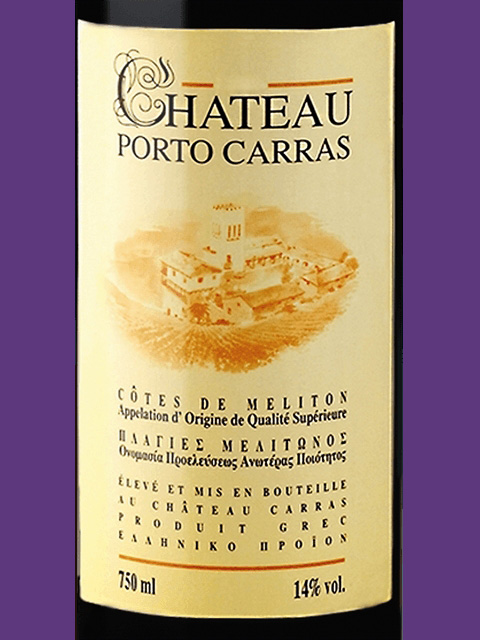 CHATEAU
PORTO CARRAS
CÔTES DE MELITON
Appelation d' Origine de Qualité Supérieure
ΠΛΑΓΙΕΣ ΜΕΛΙΤΩΝΟΣ
Ονομασία Προελεύσεως Ανωτέρας Ποιότητος
ÉLEVÉ ET MIS EN BOUTEILLE
AU CHÂTEAU CARRAS
PRODUIT GREC
ΕΛΛΗΝΙΚΟ ΠΡΟΪΟΝ
750 ml 14% vol.